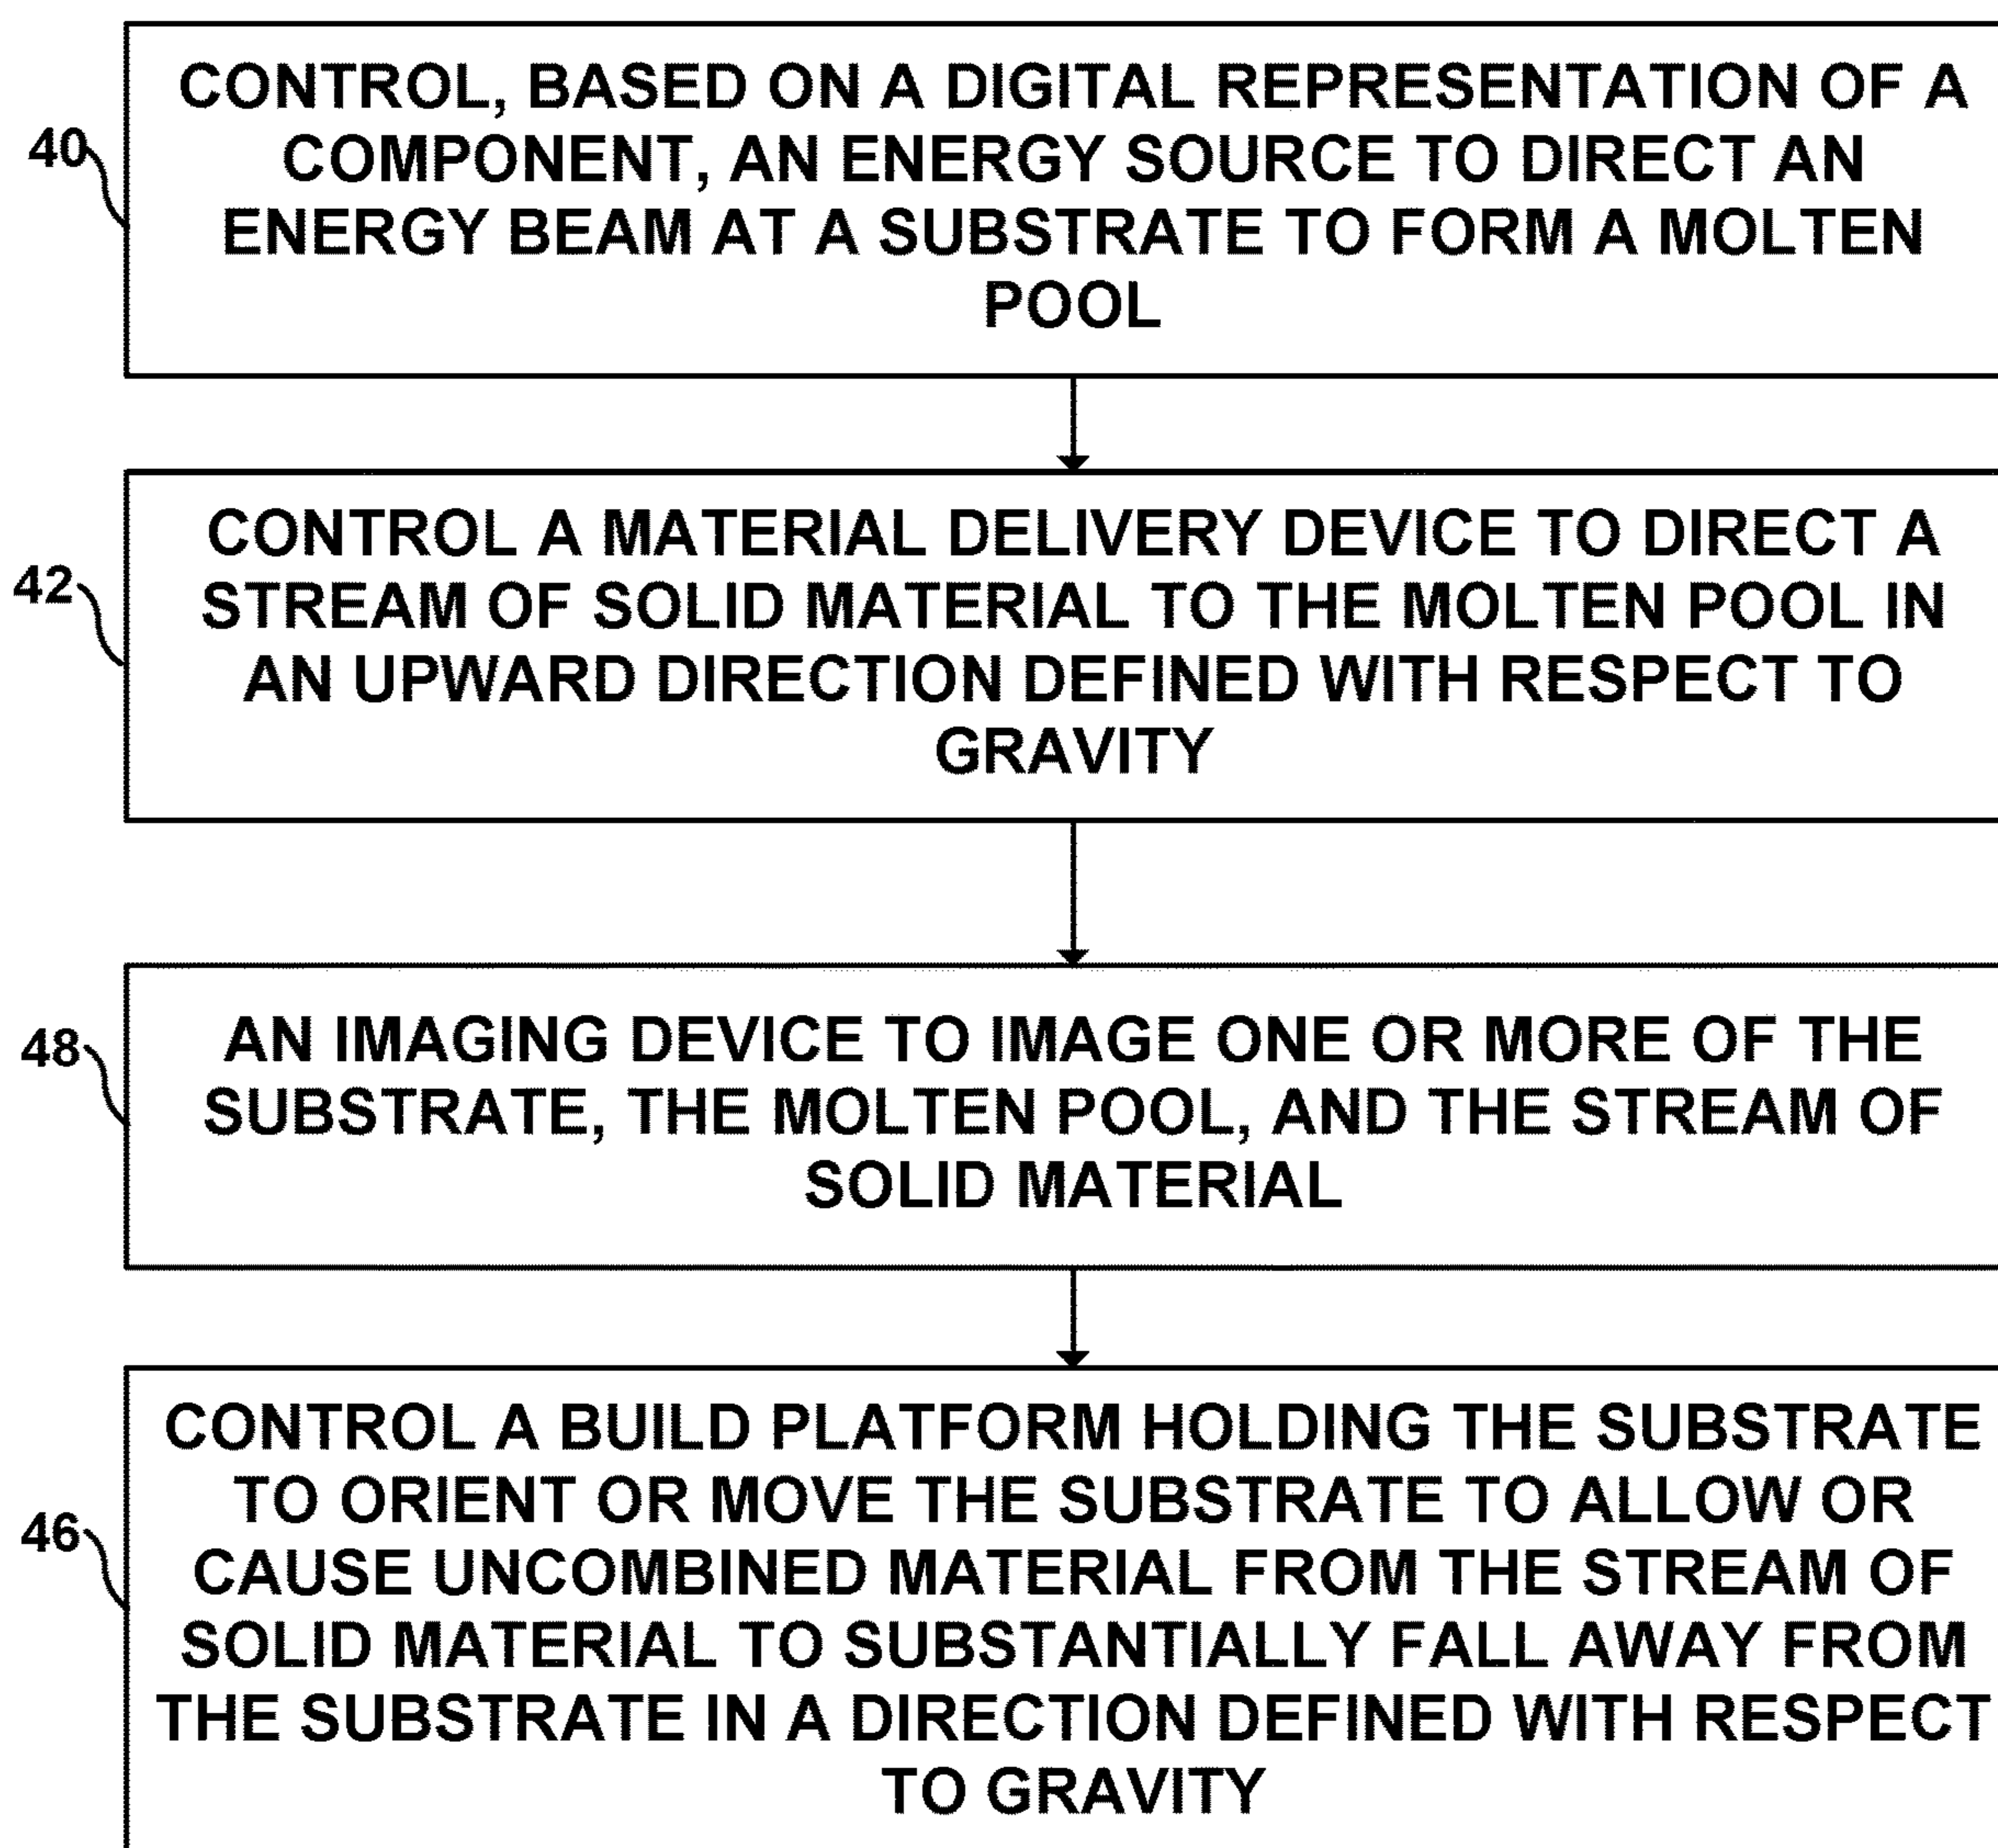 40
CONTROL, BASED ON A DIGITAL REPRESENTATION OF A
COMPONENT, AN ENERGY SOURCE TO DIRECT AN
ENERGY BEAM AT A SUBSTRATE TO FORM A MOLTEN
POOL
42
CONTROL A MATERIAL DELIVERY DEVICE TO DIRECT A
STREAM OF SOLID MATERIAL TO THE MOLTEN POOL IN
AN UPWARD DIRECTION DEFINED WITH RESPECT TO
GRAVITY
48
AN IMAGING DEVICE TO IMAGE ONE OR MORE OF THE
SUBSTRATE, THE MOLTEN POOL, AND THE STREAM OF
SOLID MATERIAL
46
CONTROL A BUILD PLATFORM HOLDING THE SUBSTRATE
TO ORIENT OR MOVE THE SUBSTRATE TO ALLOW OR
CAUSE UNCOMBINED MATERIAL FROM THE STREAM OF
SOLID MATERIAL TO SUBSTANTIALLY FALL AWAY FROM
THE SUBSTRATE IN A DIRECTION DEFINED WITH RESPECT
TO GRAVITY